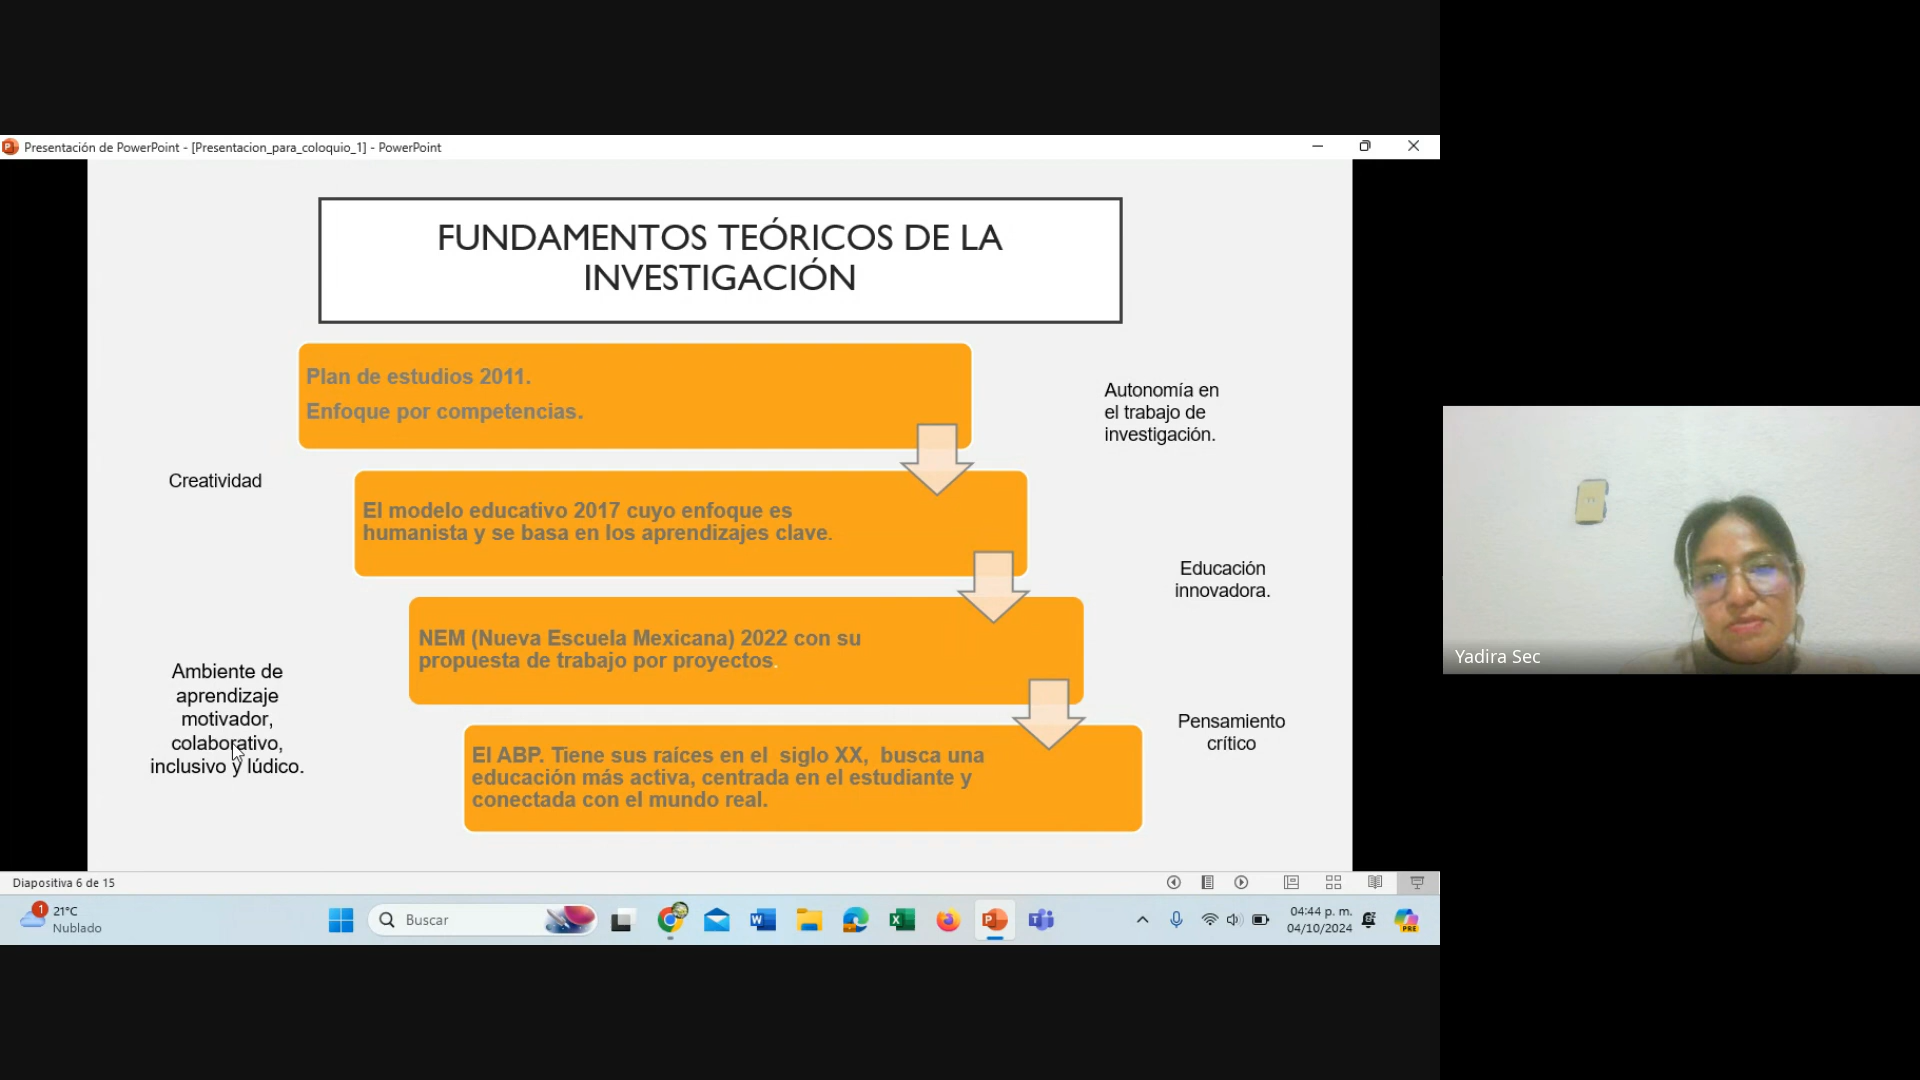 Presentación de PowerPoint - [Presentacion_para_coloquio_1] - PowerPoint
FUNDAMENTOS TEÓRICOS DE LA
INVESTIGACIÓN
Plan de estudios 2011.
Enfoque por competencias.
Autonomía en
el trabajo de
investigación.
Creatividad
El modelo educativo 2017 cuyo enfoque es
humanista y se basa en los aprendizajes clave.
Educación
innovadora.
NEM (Nueva Escuela Mexicana) 2022 con su
propuesta de trabajo por proyectos.
Ambiente de
aprendizaje
motivador,
colaborativo,
inclusivo y lúdico.
Pensamiento
crítico
El ABP. Tiene sus raíces en el siglo XX, busca una
educación más activa, centrada en el estudiante y
conectada con el mundo real.
Yadira Sec
Diapositiva 6 de 15
1
21°C
Nublado
Buscar
04:44 p. m.
04/10/2024
PRE